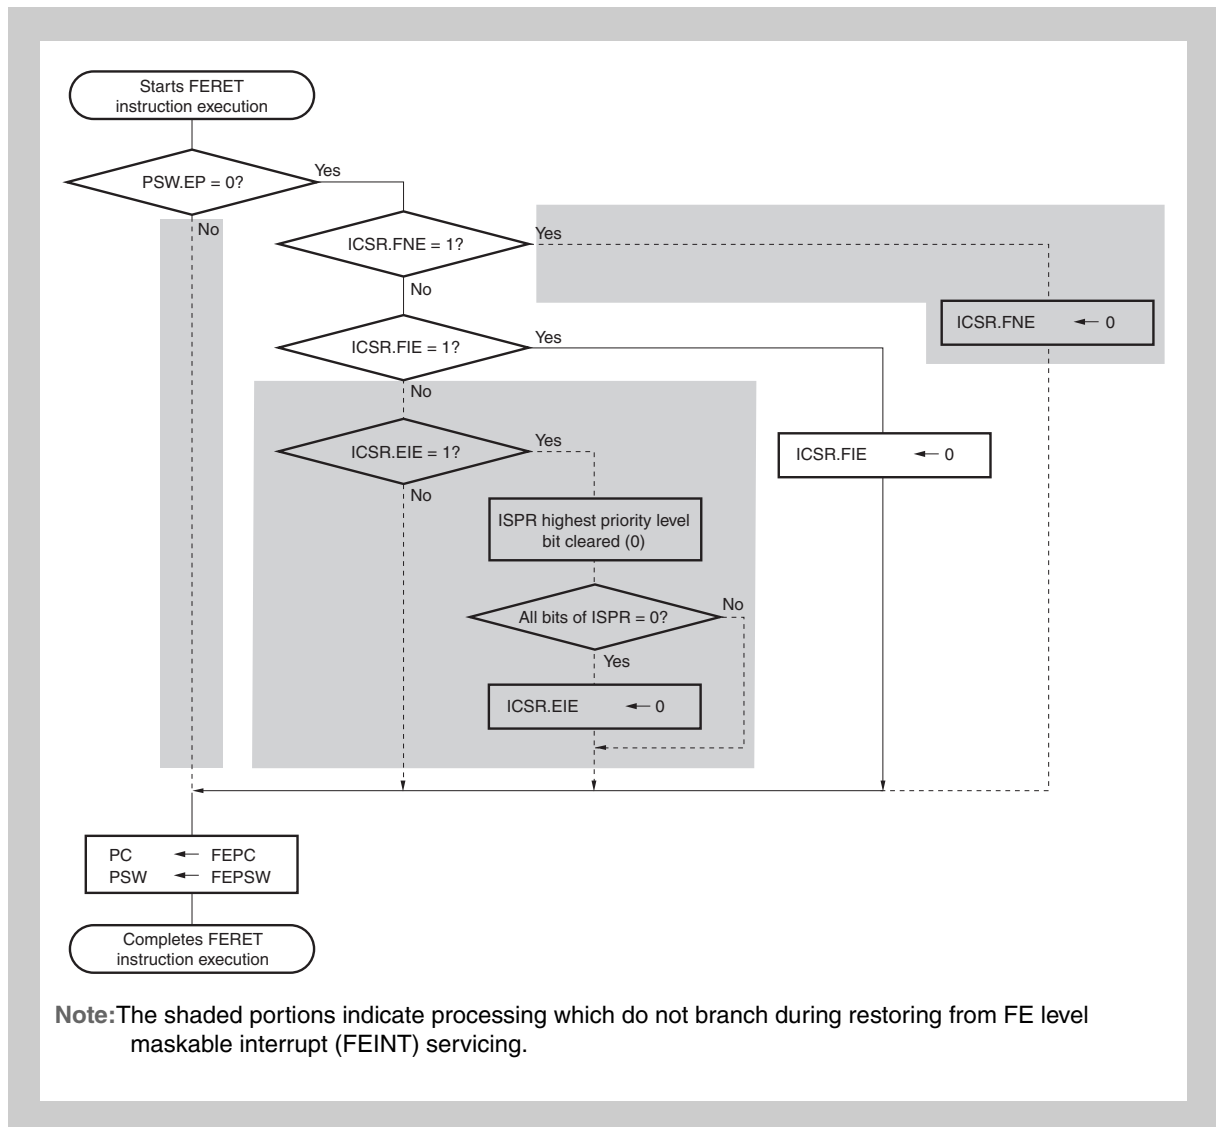 Starts FERET
instruction execution
PSW.EP = 0?
Yes
No
ICSR.FNE = 1?
Yes
No
ICSR.FNE ← 0
ICSR.FIE = 1?
Yes
No
ICSR.EIE = 1?
Yes
No
ICSR.FIE ← 0
ISPR highest priority level
bit cleared (0)
All bits of ISPR = 0?
No
Yes
ICSR.EIE ← 0
PC ← FEPC
PSW ← FEPSW
Completes FERET
instruction execution
Note:The shaded portions indicate processing which do not branch during restoring from FE level
maskable interrupt (FEINT) servicing.